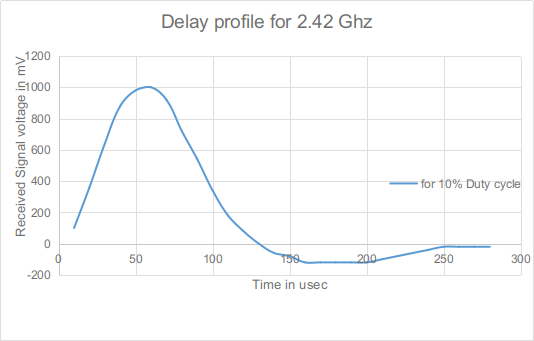 Delay profile for 2.42 Ghz
Received Signal voltage in mV
1200
1000
800
600
400
200
0
-200
0 50 100 150 200 250 300
Time in usec
for 10% Duty cycle